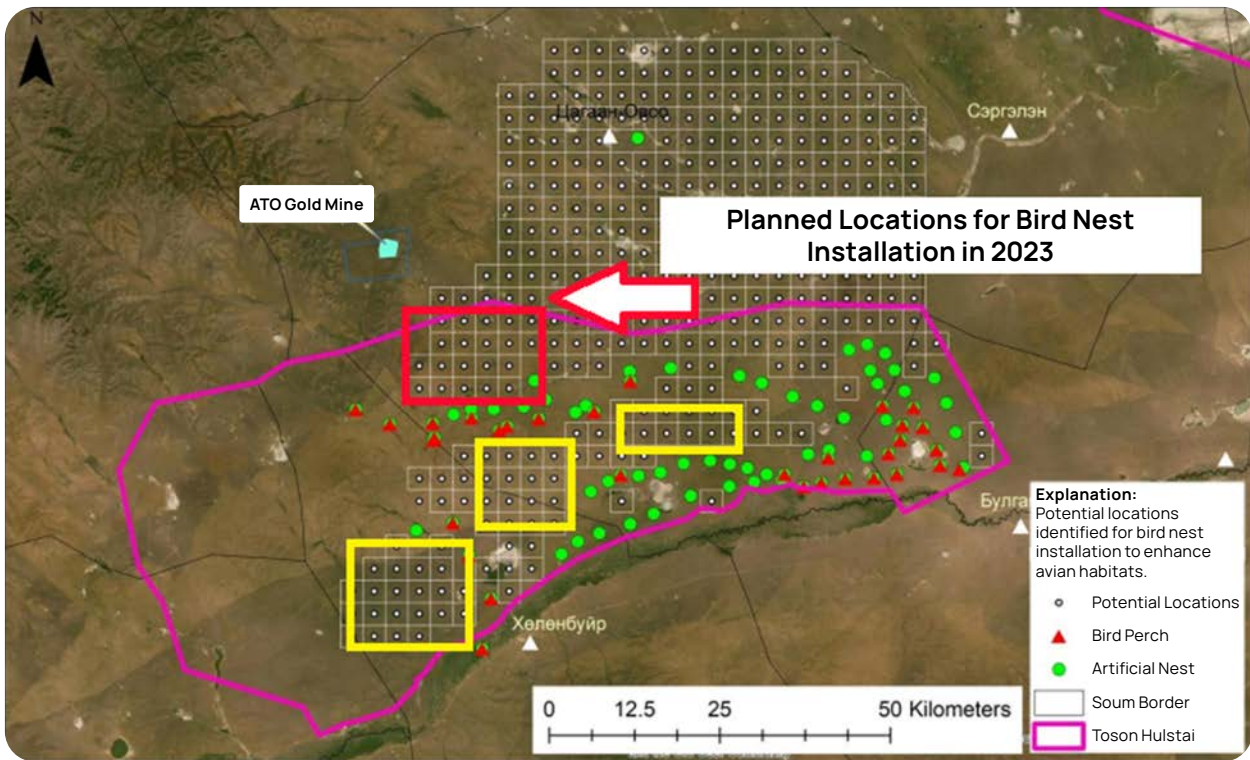 N
Цагаан-Овоо
Сэргэлэн
ATO Gold Mine
Planned Locations for Bird Nest
Installation in 2023
Хөлөнбуйр
Explanation:
Potential locations
identified for bird nest
installation to enhance
avian habitats.
Potential Locations
Bird Perch
Artificial Nest
Soum Border
Toson Hulstai
0 12.5 25 50 Kilometers